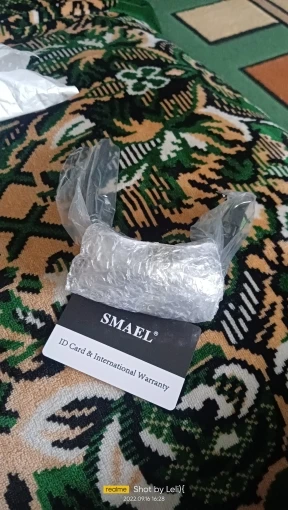 SMAEL®
ID Card & International Warranty
realme Shot by Leli}{
2022.09.16 16:28